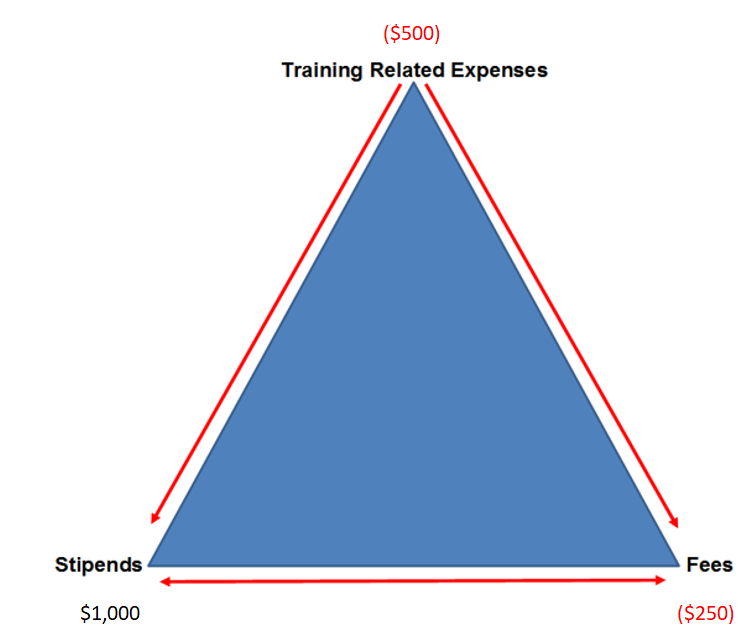 ($500)
Training Related Expenses
Stipends
Fees
$1,000
($250)